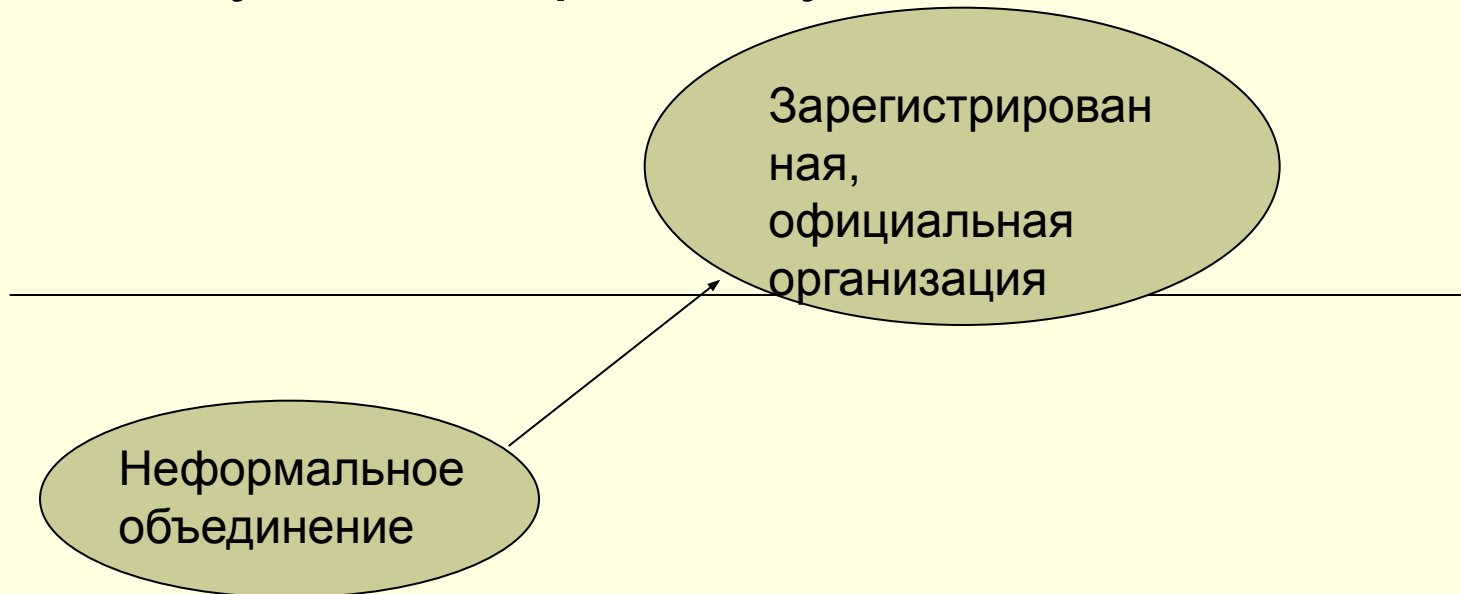 Зарегистрирован
ная,
официальная
организация
Неформальное
объединение